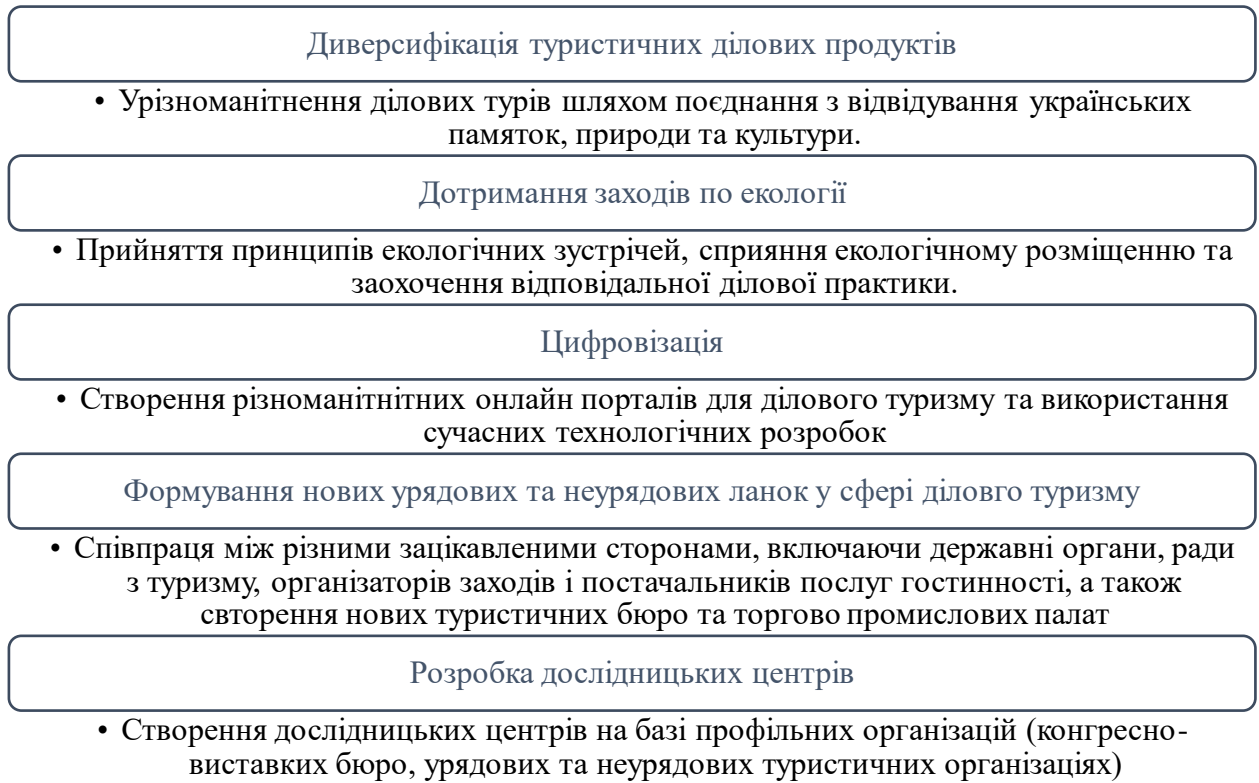 Диверсифікація туристичних ділових продуктів
• Урізноманітнення ділових турів шляхом поєднання з відвідування українських
памяток, природи та культури.
Дотримання заходів по екології
• Прийняття принципів екологічних зустрічей, сприяння екологічному розміщенню та
заохочення відповідальної ділової практики.
Цифровізація
• Створення різноманітнітних онлайн порталів для ділового туризму та використання
сучасних технологічних розробок
Формування нових урядових та неурядових ланок у сфері діловго туризму
• Співпраця між різними зацікавленими сторонами, включаючи державні органи, ради
з туризму, організаторів заходів і постачальників послуг гостинності, а також
свторення нових туристичних бюро та торгово промислових палат
Розробка дослідницьких центрів
• Створення дослідницьких центрів на базі профільних організацій (конгресно-
виставких бюро, урядових та неурядових туристичних організаціях)